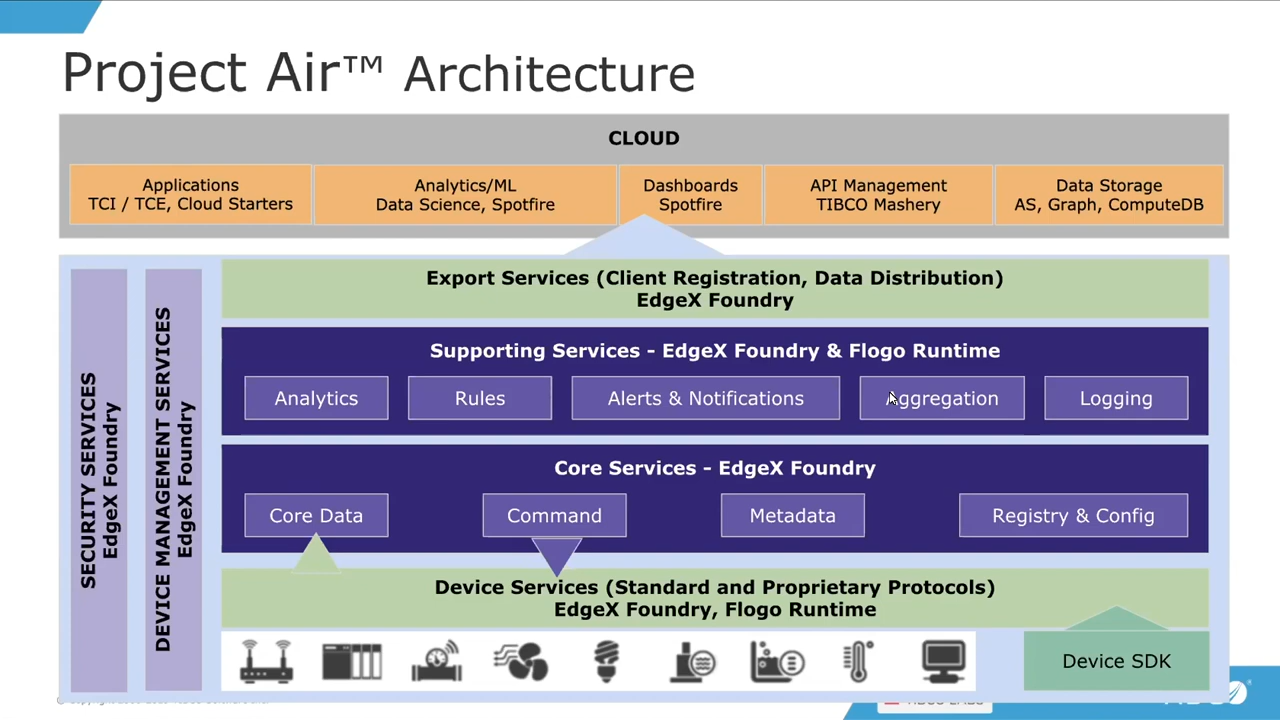 Project Air™ Architecture
CLOUD
Applications
TCI / TCE, Cloud Starters
Analytics/ML
Data Science, Spotfire
Dashboards
Spotfire
API Management
TIBCO Mashery
Data Storage
AS, Graph, ComputeDB
SECURITY SERVICES
EdgeX Foundry
DEVICE MANAGEMENT SERVICES
EdgeX Foundry
Export Services (Client Registration, Data Distribution)
EdgeX Foundry
Supporting Services - EdgeX Foundry & Flogo Runtime
Analytics
Rules
Alerts & Notifications
Aggregation
Logging
Core Services - EdgeX Foundry
Core Data
Command
Metadata
Registry & Config
Device Services (Standard and Proprietary Protocols)
EdgeX Foundry, Flogo Runtime
Device SDK